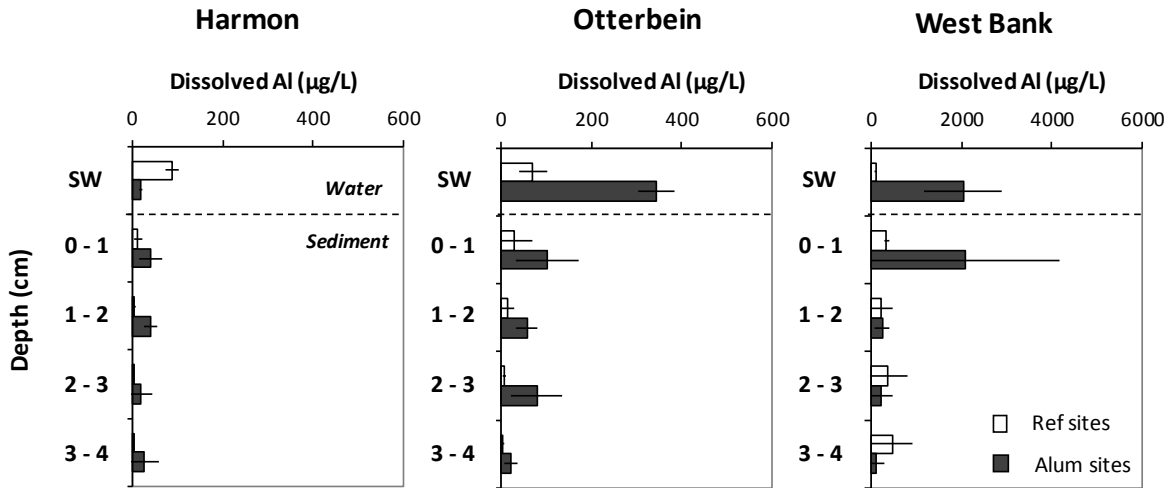 Harmon
Otterbein
West Bank
Dissolved Al (µg/L)
Dissolved Al (µg/L)
Dissolved Al (µg/L)
0 200 400 600
0 200 400 600
0 2000 4000 6000
Depth (cm)
SW
0 - 1
1 - 2
2 - 3
3 - 4
Water
Sediment
SW
0 - 1
1 - 2
2 - 3
3 - 4
SW
0 - 1
1 - 2
2 - 3
3 - 4
Ref sites
Alum sites